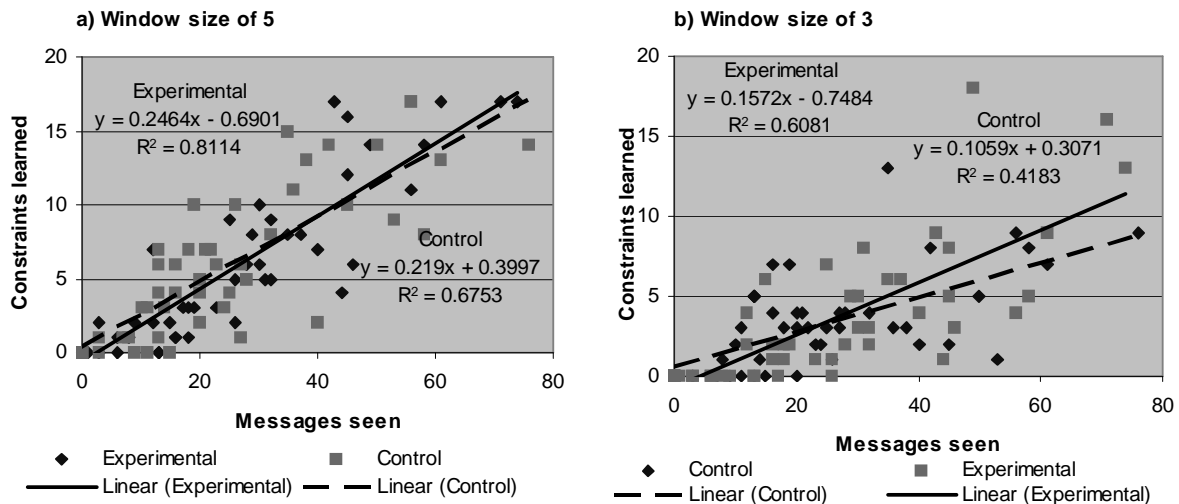 a) Window size of 5
20
15
10
5
0
Constraints learned
Experimental
y = 0.2464x - 0.6901
R² = 0.8114
Control
y = 0.219x + 0.3997
R² = 0.6753
0 20 40 60 80
Messages seen
Experimental Control
Linear (Experimental) Linear (Control)
b) Window size of 3
20
15
10
5
0
Constraints learned
Experimental
y = 0.1572x - 0.7484
R² = 0.6081
Control
y = 0.1059x + 0.3071
R² = 0.4183
0 20 40 60 80
Messages seen
Control Experimental
Linear (Control) Linear (Experimental)